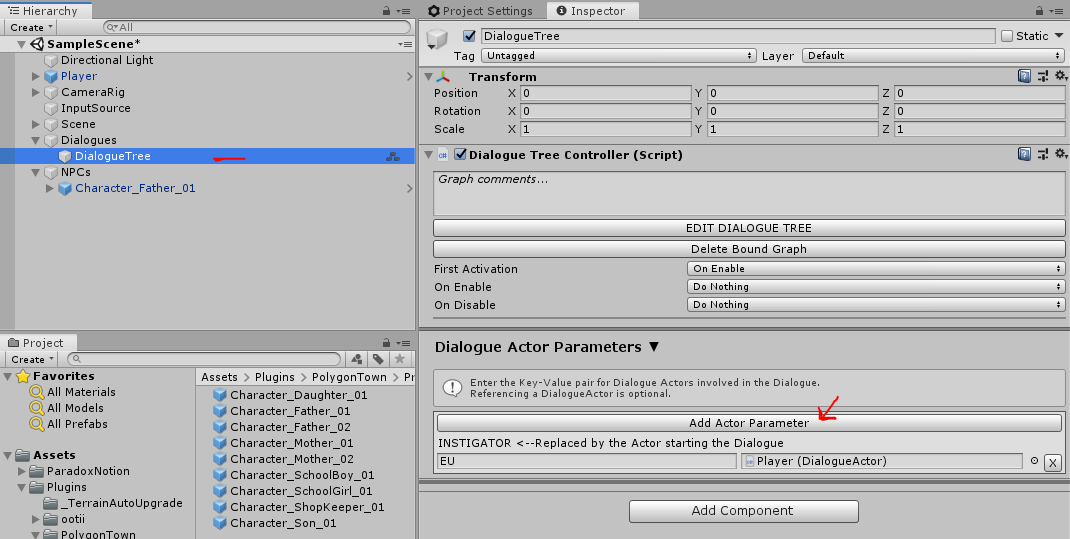 Hierarchy
Create
All
SampleScene*
Directional Light
Player
CameraRig
InputSource
Scene
Dialogues
DialogueTree
NPCs
Character_Father_01
Project
Create
Favorites
All Materials
All Models
All Prefabs
Assets
ParadoxNotion
Plugins
_TerrainAutoUpgrade
ootii
PolygonTown
Assets Plugins PolygonTown Pr
Character_Daughter_01
Character_Father_01
Character_Father_02
Character_Mother_01
Character_Mother_02
Character_SchoolBoy_01
Character_SchoolGirl_01
Character_ShopKeeper_01
Character_Son_01
Project Settings Inspector
DialogueTree Static
Tag Untagged Layer Default
Transform
Position X 0 Y 0 Z 0
Rotation X 0 Y 0 Z 0
Scale X 1 Y 1 Z 1
Dialogue Tree Controller (Script)
Graph comments...
EDIT DIALOGUE TREE
Delete Bound Graph
First Activation On Enable
On Enable Do Nothing
On Disable Do Nothing
Dialogue Actor Parameters ▼
Enter the Key-Value pair for Dialogue Actors involved in the Dialogue.
Referencing a DialogueActor is optional.
Add Actor Parameter
INSTIGATOR <--Replaced by the Actor starting the Dialogue
EU Player (DialogueActor) X
Add Component